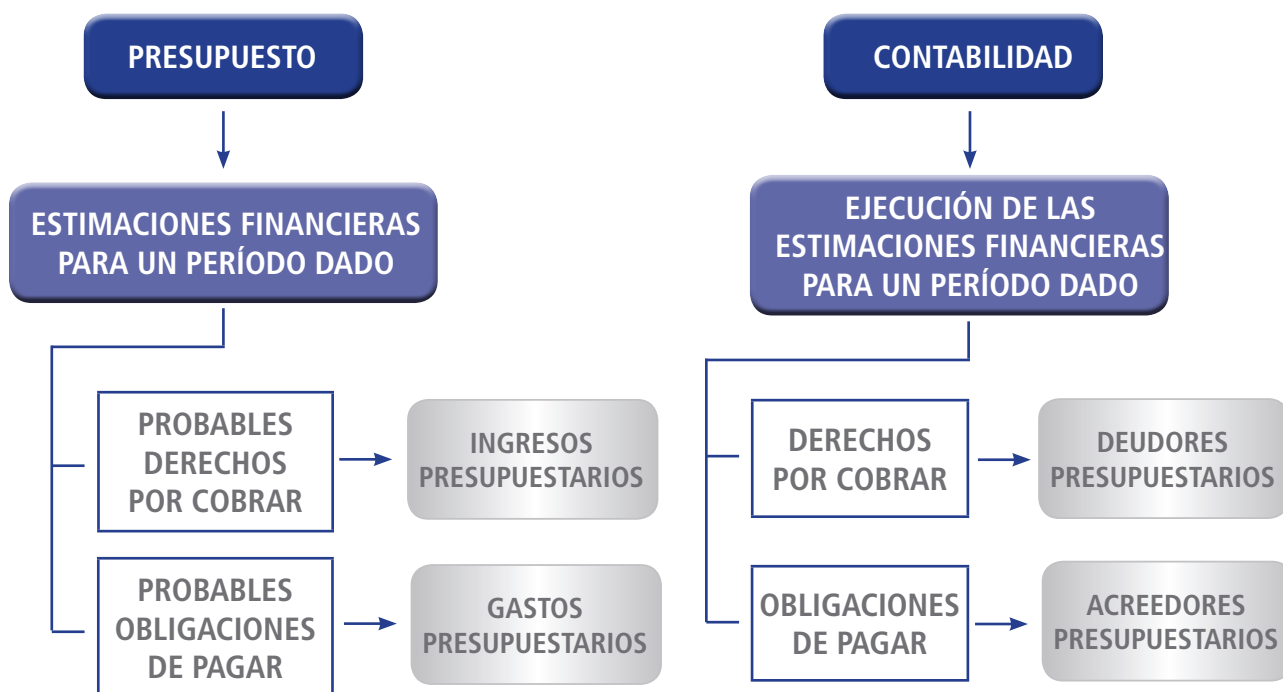 PRESUPUESTO
ESTIMACIONES FINANCIERAS
PARA UN PERÍODO DADO
PROBABLES
DERECHOS
POR COBRAR
INGRESOS
PRESUPUESTARIOS
PROBABLES
OBLIGACIONES
DE PAGAR
GASTOS
PRESUPUESTARIOS
CONTABILIDAD
EJECUCIÓN DE LAS
ESTIMACIONES FINANCIERAS
PARA UN PERÍODO DADO
DERECHOS
POR COBRAR
DEUDORES
PRESUPUESTARIOS
OBLIGACIONES
DE PAGAR
ACREEDORES
PRESUPUESTARIOS